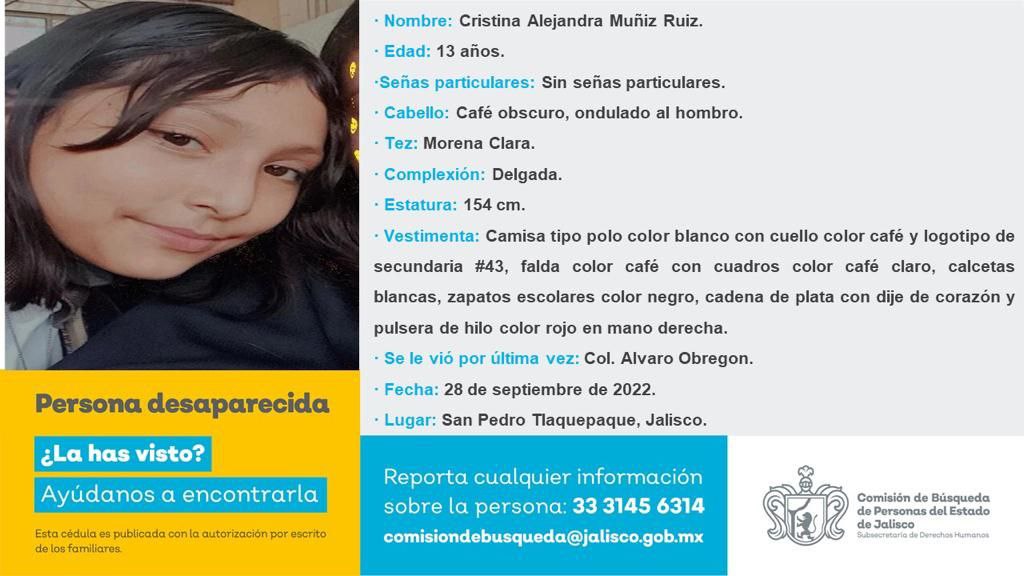 · Nombre: Cristina Alejandra Muñiz Ruiz.
· Edad: 13 años.
·Señas particulares: Sin señas particulares.
· Cabello: Café obscuro, ondulado al hombro.
· Tez: Morena Clara.
· Complexión: Delgada.
· Estatura: 154 cm.
· Vestimenta: Camisa tipo polo color blanco con cuello color café y logotipo de
secundaria #43, falda color café con cuadros color café claro, calcetas
blancas, zapatos escolares color negro, cadena de plata con dije de corazón y
pulsera de hilo color rojo en mano derecha.
· Se le vió por última vez: Col. Alvaro Obregon.
· Fecha: 28 de septiembre de 2022.
· Lugar: San Pedro Tlaquepaque, Jalisco.
Persona desaparecida
¿La has visto?
Ayúdanos a encontrarla
Esta cédula es publicada con la autorización por escrito
de los familiares.
Reporta cualquier información
sobre la persona: 33 3145 6314
comisiondebusqueda@jalisco.gob.mx
Comisión de Búsqueda
de Personas del Estado
de Jalisco
Subsecretaría de Derechos Humanos